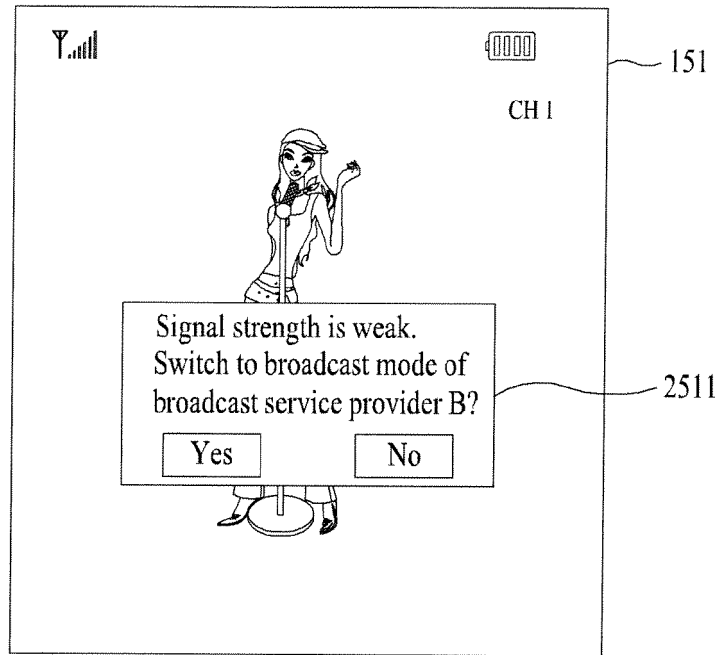 151
CH 1
Signal strength is weak.
Switch to broadcast mode of
broadcast service provider B?
2511
Yes No